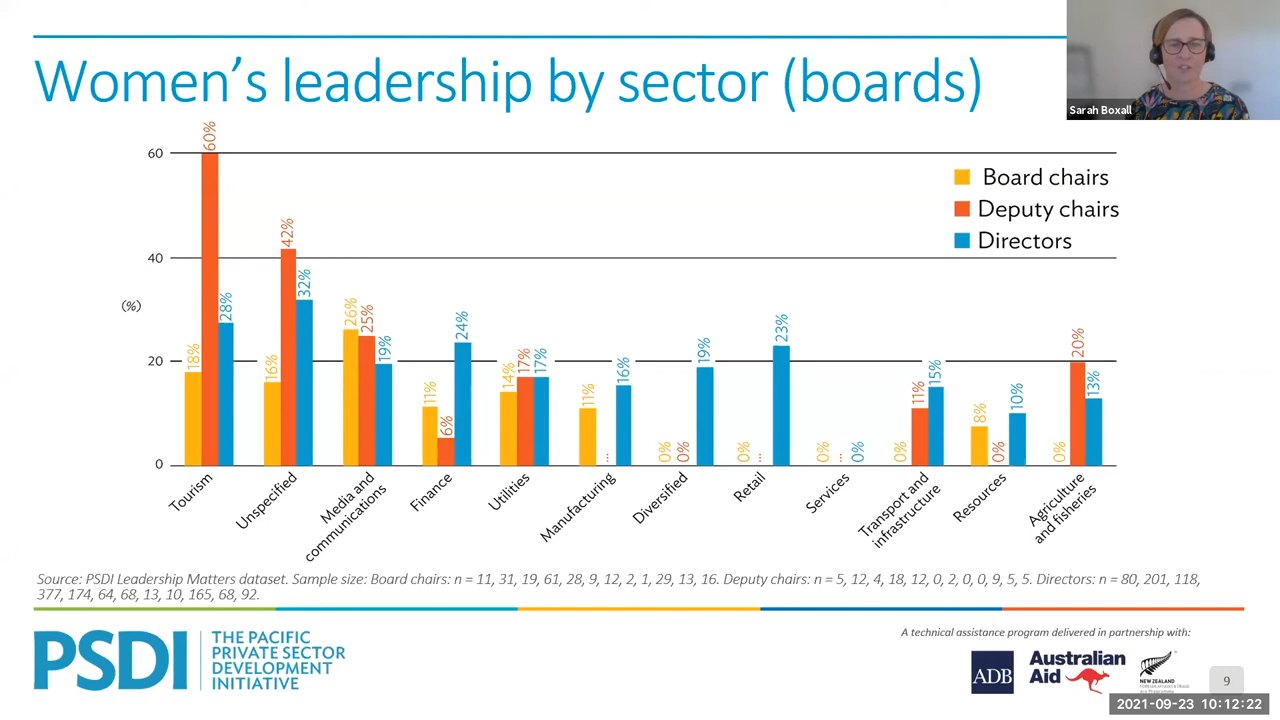 Women's leadership by sector (boards)
Sarah Boxall
60
40
(%)
20
0
Board chairs
Deputy chairs
Directors
18% 60% 28%
16% 42% 32%
26% 25% 19%
11% 6% 24%
14% 17% 17%
11% ... 16%
0% 0% 19%
0% ... 23%
0% ... 0%
0% 11% 15%
8% 0% 10%
0% 20% 13%
Tourism
Unspecified
Media and
communications
Finance
Utilities
Manufacturing
Diversified
Retail
Services
Transport and
infrastructure
Resources
Agriculture
and fisheries
Source: PSDI Leadership Matters dataset. Sample size: Board chairs: n = 11, 31, 19, 61, 28, 9, 12, 2, 1, 29, 13, 16. Deputy chairs: n = 5, 12, 4, 18, 12, 0, 2, 0, 0, 9, 5, 5. Directors: n = 80, 201, 118,
377, 174, 64, 68, 13, 10, 165, 68, 92.
PSDI
THE PACIFIC
PRIVATE SECTOR
DEVELOPMENT
INITIATIVE
A technical assistance program delivered in partnership with:
ADB
Australian
Aid
NEW ZEALAND
9
2021-09-23 10:12:22